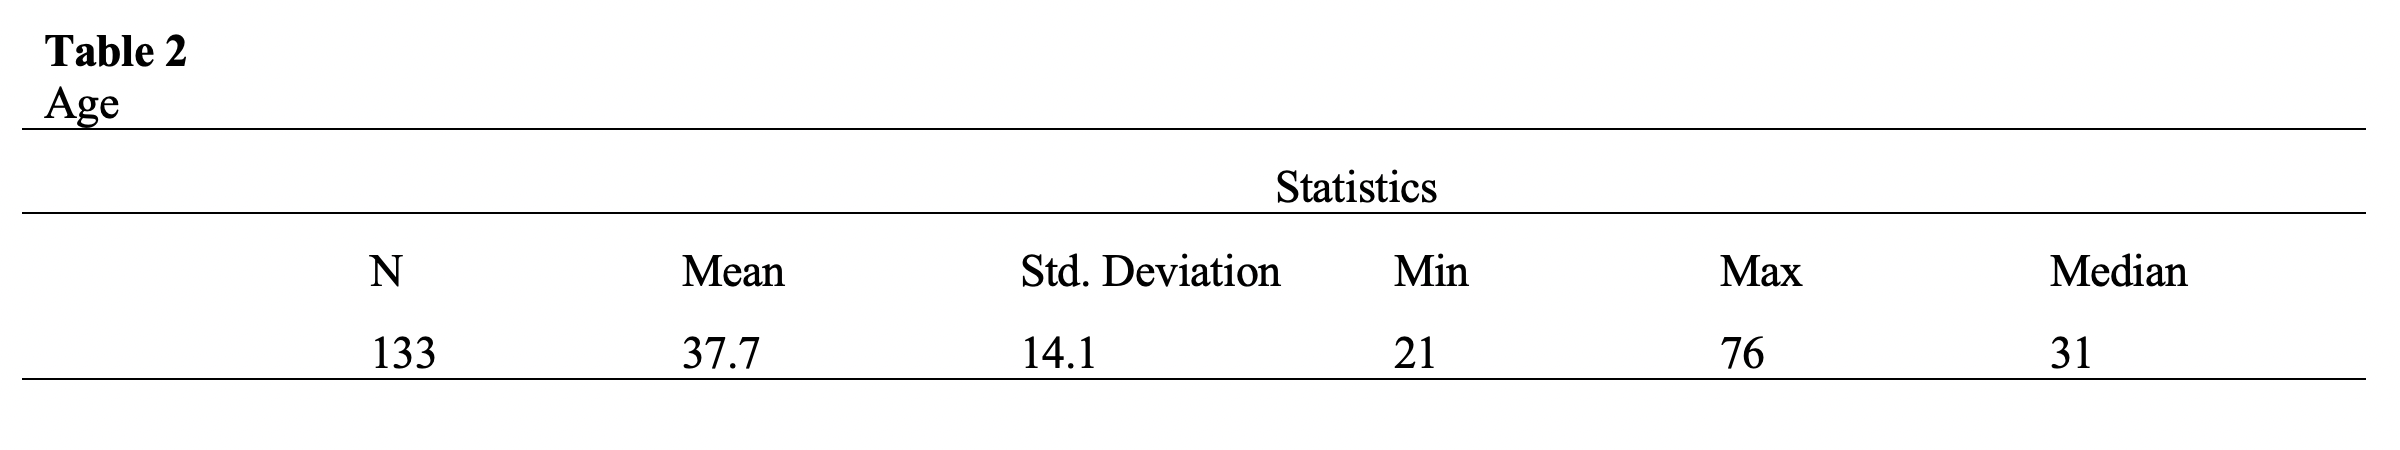 Table 2
Age
Statistics
N Mean Std. Deviation Min Max Median
133 37.7 14.1 21 76 31